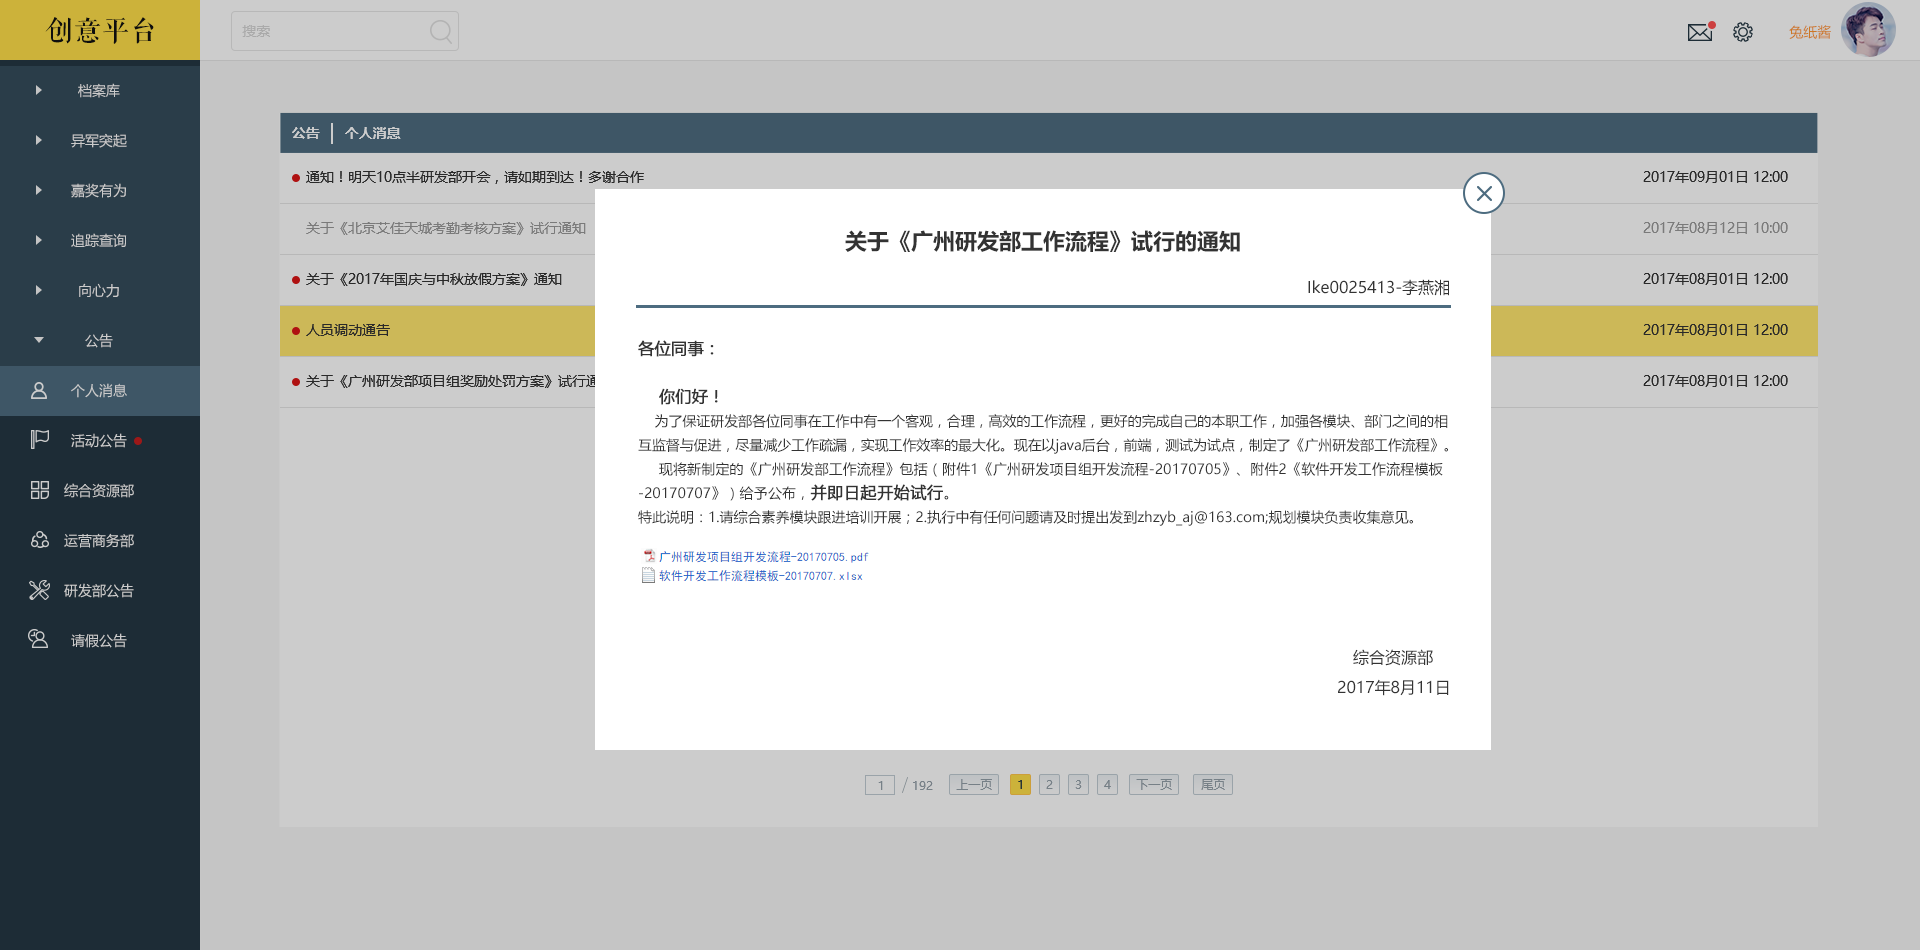 创意平台
搜索
兔纸酱
档案库
异军突起
嘉奖有为
追踪查询
向心力
公告
个人消息
活动公告
综合资源部
运营商务部
研发部公告
请假公告
公告 个人消息
通知！明天10点半研发部开会，请如期到达！多谢合作 2017年09月01日 12:00
关于《北京艾佳天城考勤考核方案》试行通知 2017年08月12日 10:00
关于《2017年国庆与中秋放假方案》通知 2017年08月01日 12:00
人员调动通告 2017年08月01日 12:00
关于《广州研发部项目组奖励处罚方案》试行通 2017年08月01日 12:00
关于《广州研发部工作流程》试行的通知
Ike0025413-李燕湘
各位同事：
你们好！
为了保证研发部各位同事在工作中有一个客观，合理，高效的工作流程，更好的完成自己的本职工作，加强各模块、部门之间的相
互监督与促进，尽量减少工作疏漏，实现工作效率的最大化。现在以java后台，前端，测试为试点，制定了《广州研发部工作流程》。
现将新制定的《广州研发部工作流程》包括（附件1《广州研发项目组开发流程-20170705》、附件2《软件开发工作流程模板
-20170707》）给予公布，并即日起开始试行。
特此说明：1.请综合素养模块跟进培训开展；2.执行中有任何问题请及时提出发到zhzyb_aj@163.com;规划模块负责收集意见。
广州研发项目组开发流程-20170705.pdf
软件开发工作流程模板-20170707.xlsx
综合资源部
2017年8月11日
1 / 192 上一页 1 2 3 4 下一页 尾页